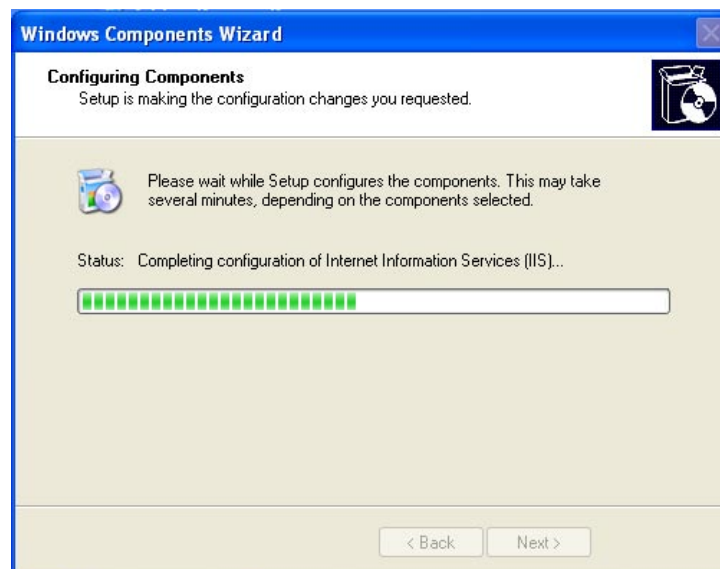 Windows Components Wizard
Configuring Components
Setup is making the configuration changes you requested.
Please wait while Setup configures the components. This may take
several minutes, depending on the components selected.
Status: Completing configuration of Internet Information Services (IIS)...
< Back Next >